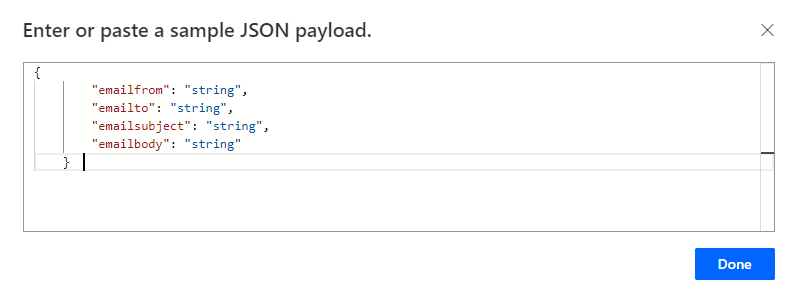 Enter or paste a sample JSON payload.
{
"emailfrom": "string",
"emailto": "string",
"emailsubject": "string",
"emailbody": "string"
}
Done